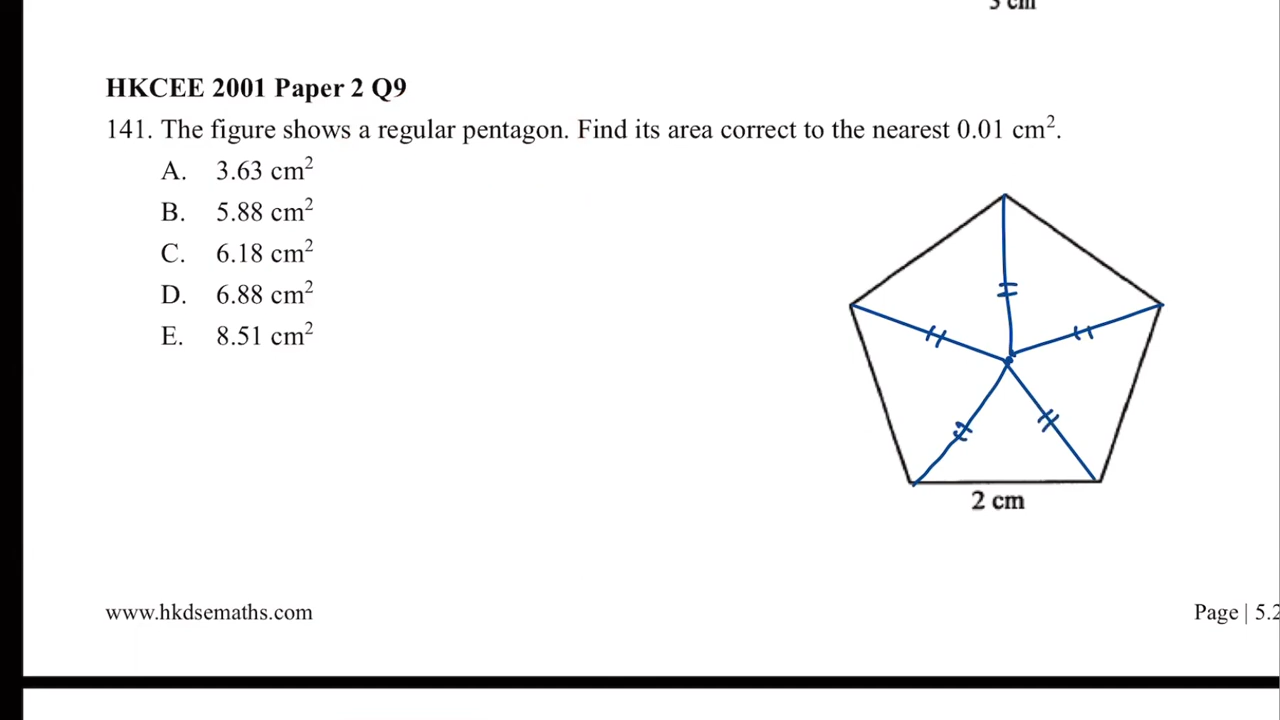 3 cm
HKCEE 2001 Paper 2 Q9
141. The figure shows a regular pentagon. Find its area correct to the nearest 0.01 cm².
A. 3.63 cm²
B. 5.88 cm²
C. 6.18 cm²
D. 6.88 cm²
E. 8.51 cm²
2 cm
www.hkdsemaths.com
Page | 5.2